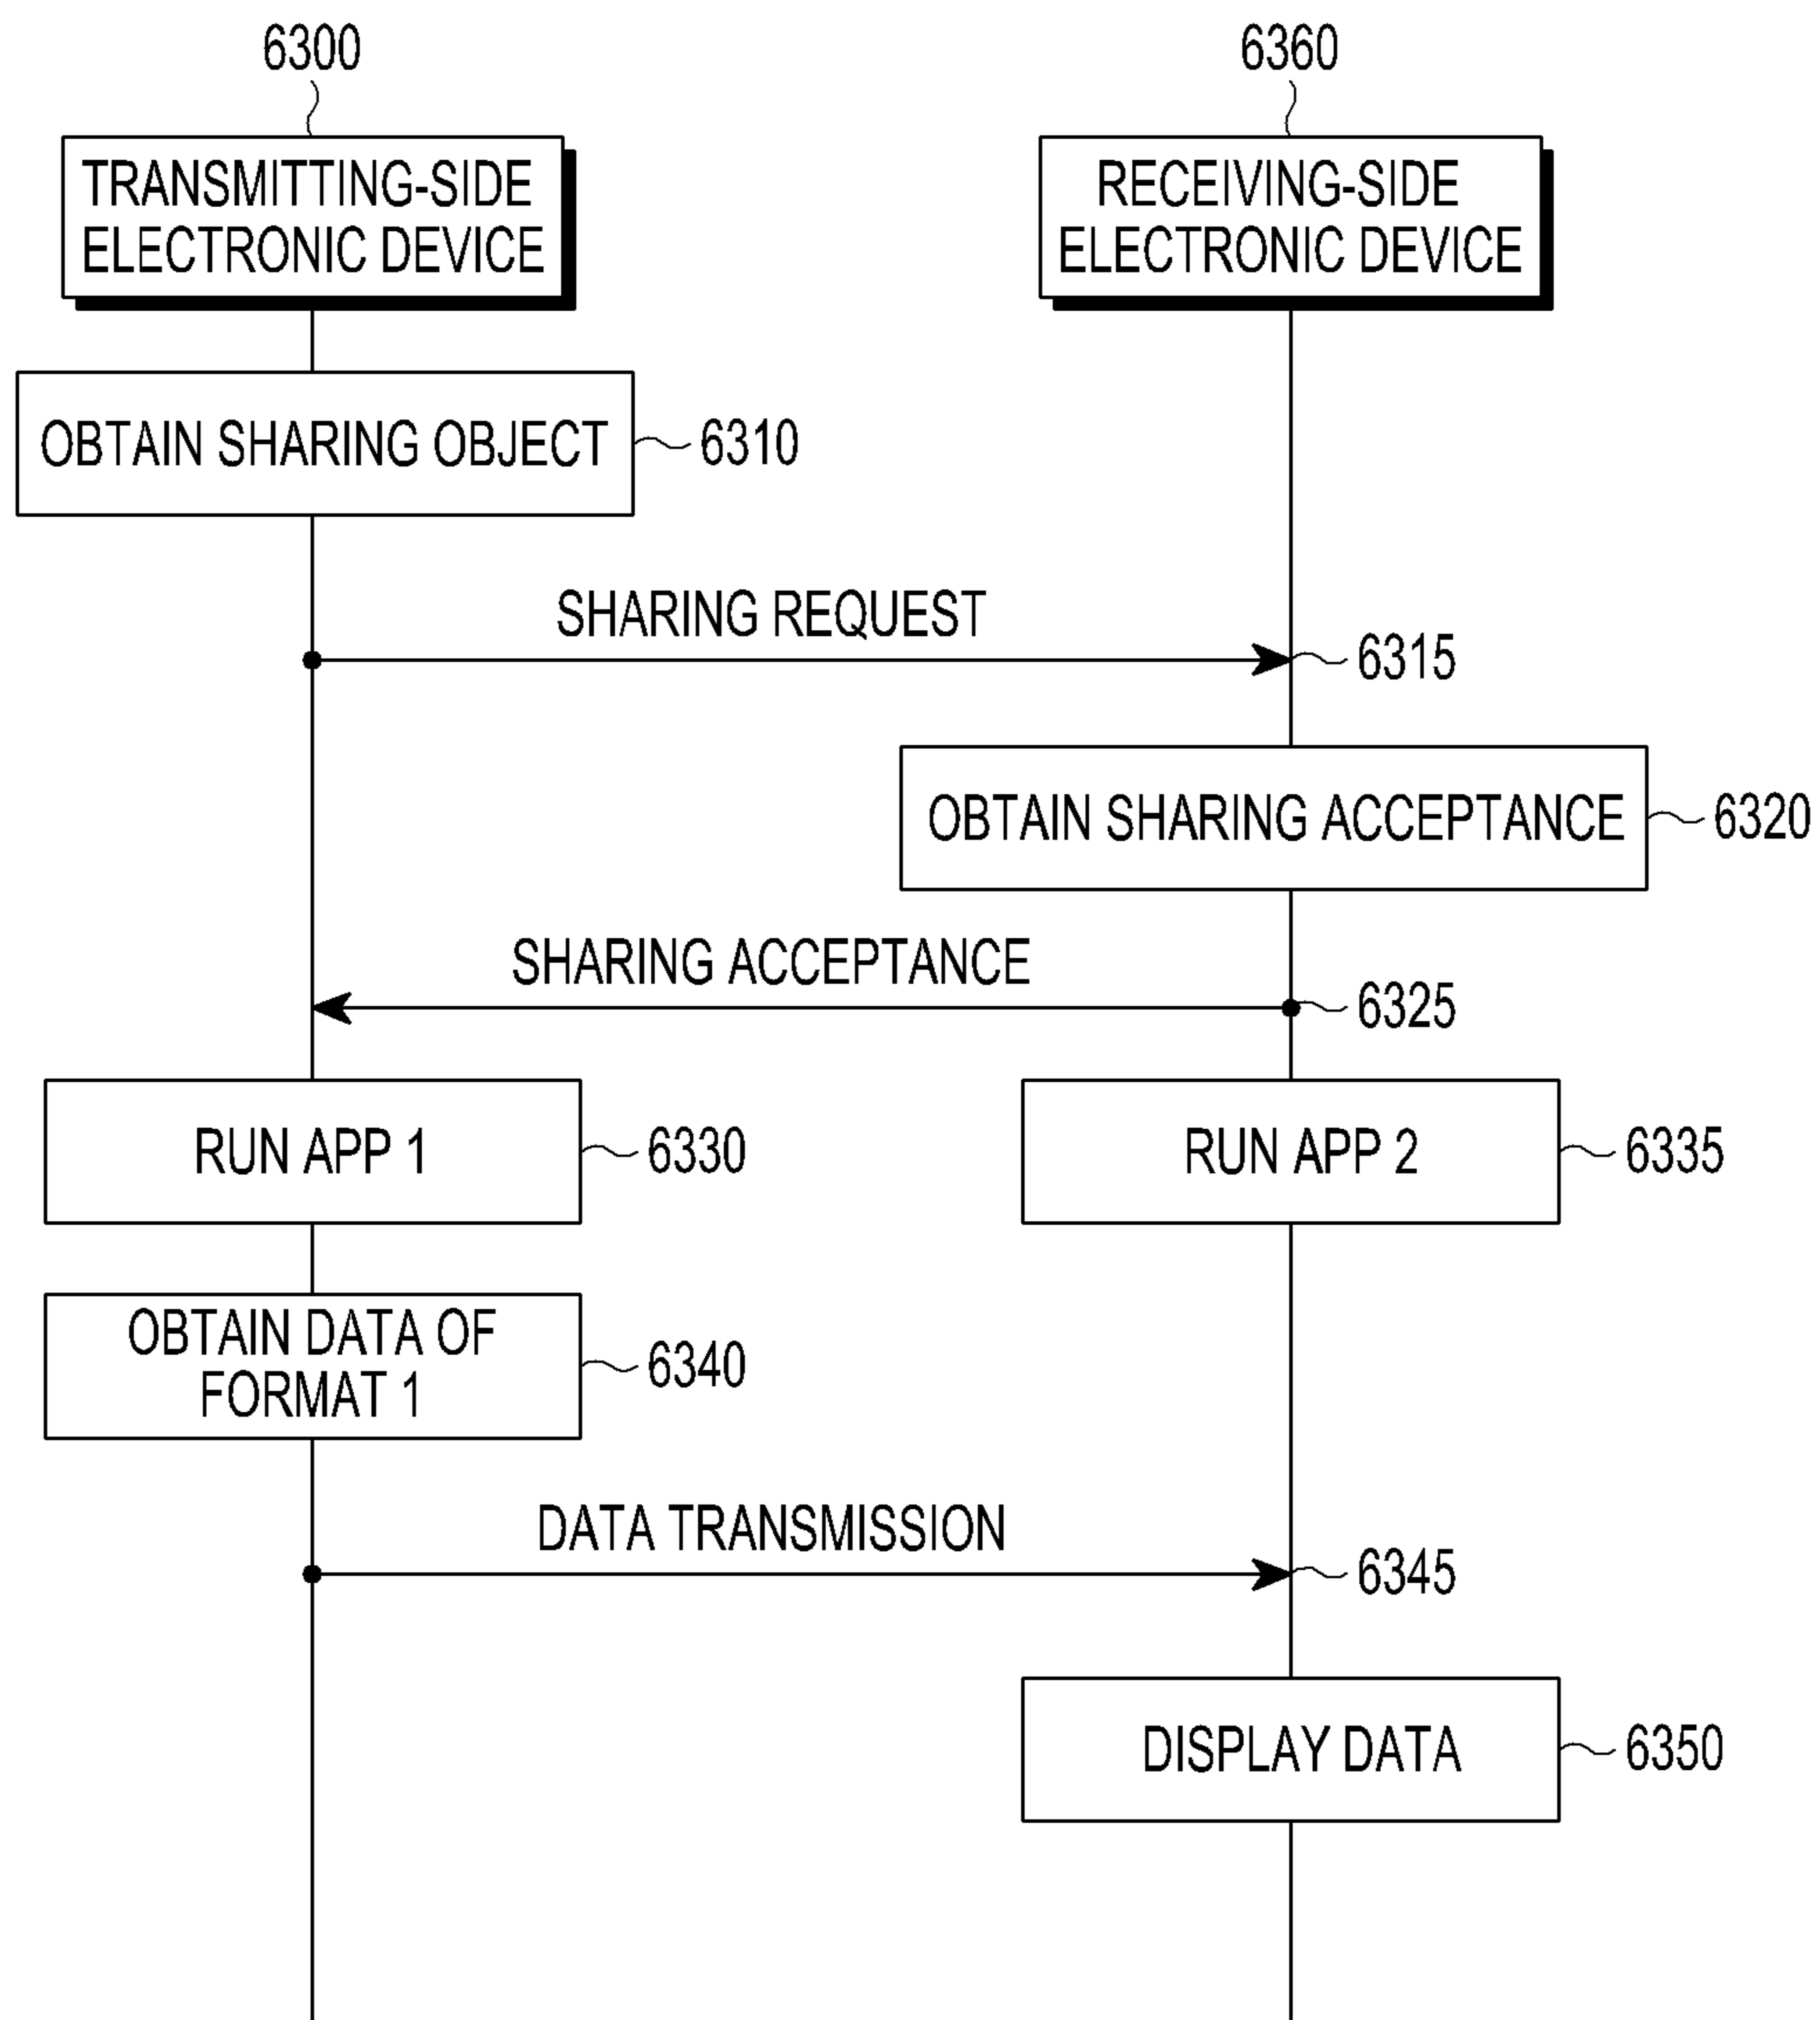 6300
6360
TRANSMITTING-SIDE
ELECTRONIC DEVICE
RECEIVING-SIDE
ELECTRONIC DEVICE
OBTAIN SHARING OBJECT
6310
SHARING REQUEST
6315
OBTAIN SHARING ACCEPTANCE
6320
SHARING ACCEPTANCE
6325
RUN APP 1
6330
RUN APP 2
6335
OBTAIN DATA OF
FORMAT 1
6340
DATA TRANSMISSION
6345
DISPLAY DATA
6350